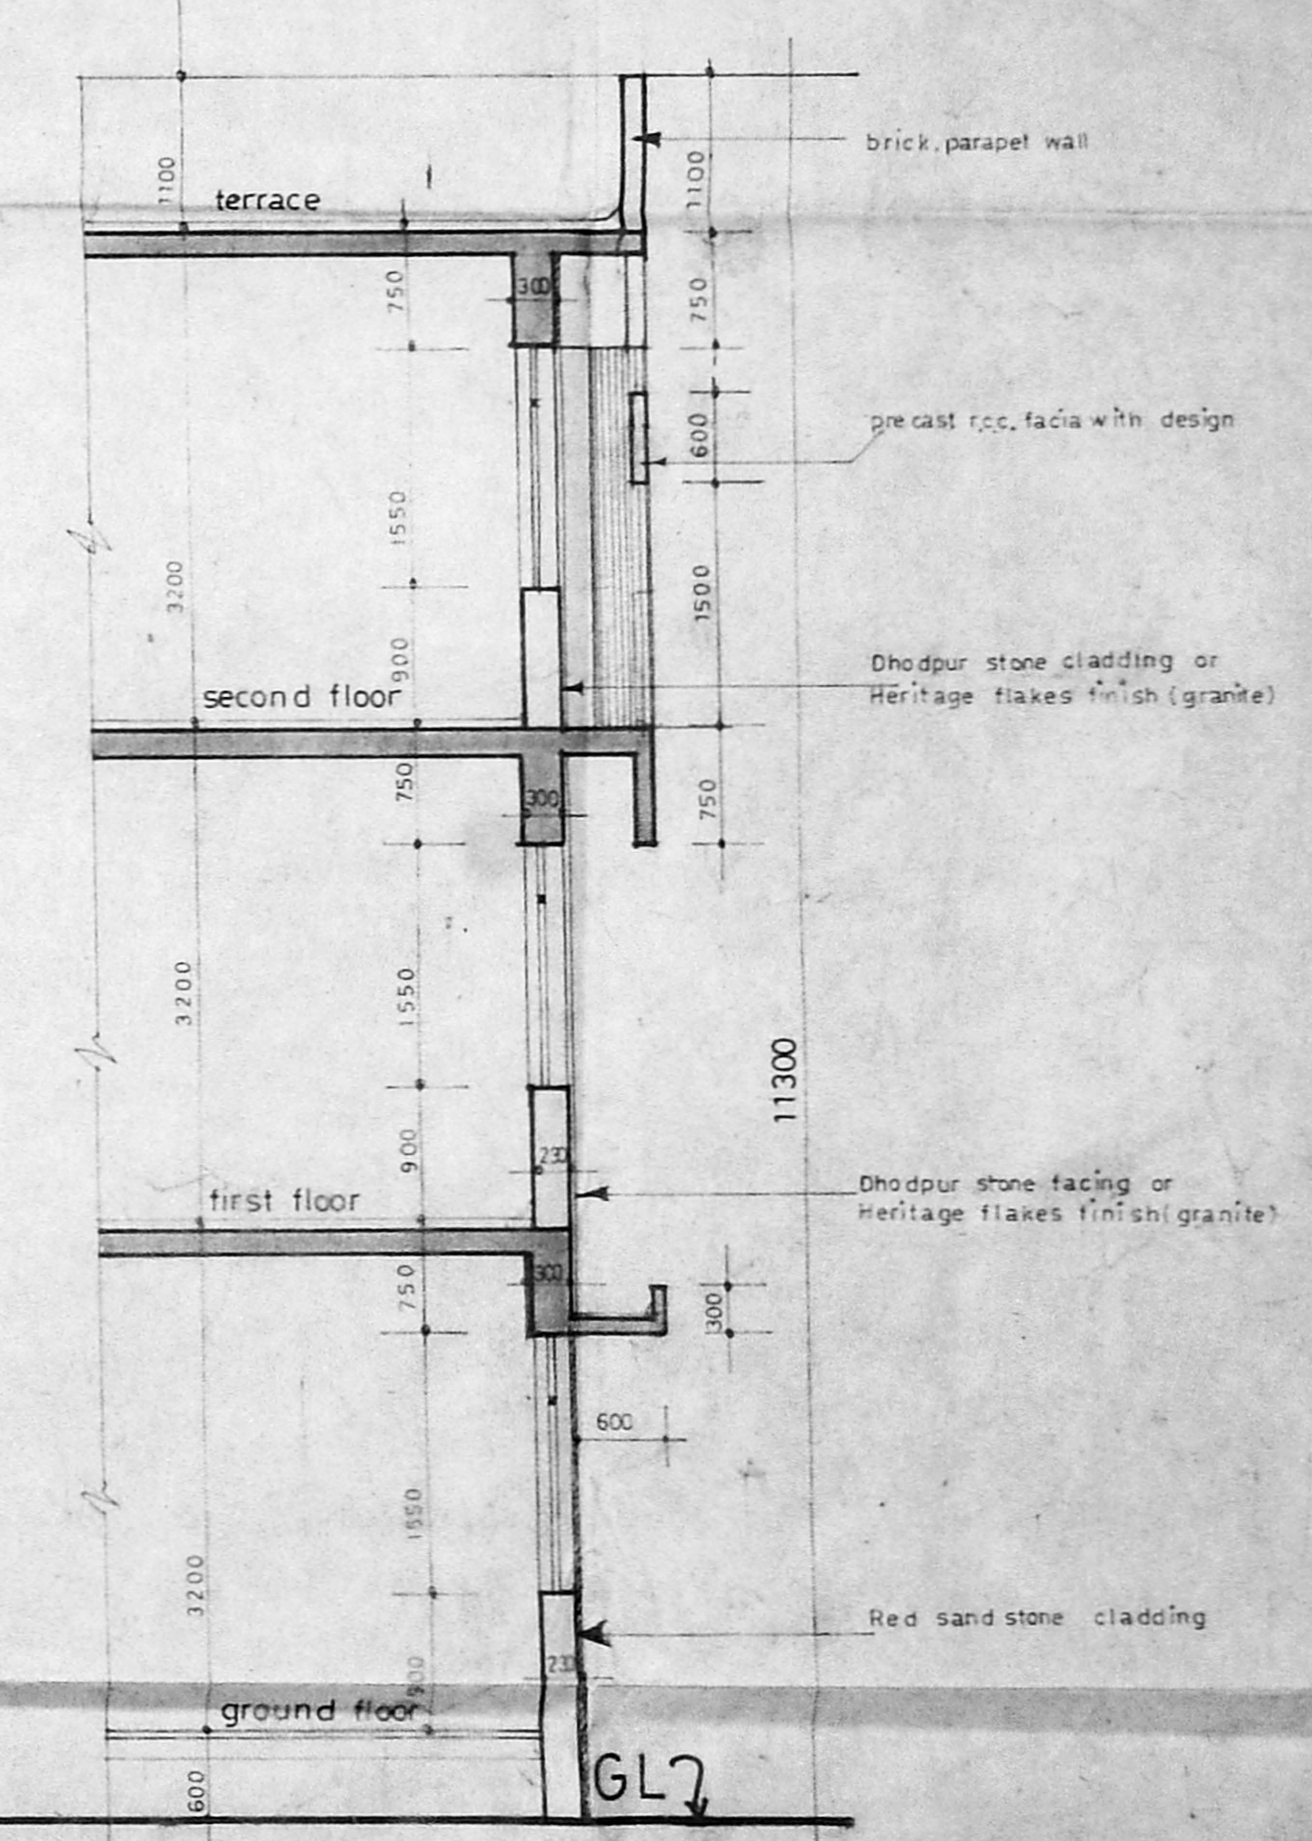 1100
terrace
1100
brick parapet wall
750
300
750
600
precast r.c.c. facia with design
1550
3200
1500
900
second floor
Dhodpur stone cladding or
Heritage flakes finish (granite)
750
300
750
3200
1550
11300
900
230
first floor
Dhodpur stone facing or
Heritage flakes finish (granite)
750
300
300
600
1550
3200
Red sand stone cladding
230
900
ground floor
600
GL